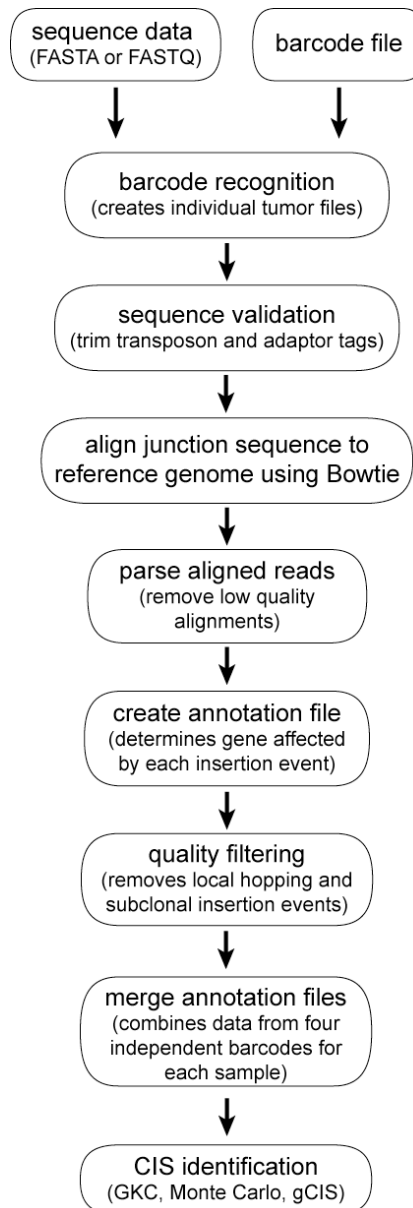 sequence data
(FASTA or FASTQ)
barcode file
barcode recognition
(creates individual tumor files)
sequence validation
(trim transposon and adaptor tags)
align junction sequence to
reference genome using Bowtie
parse aligned reads
(remove low quality
alignments)
create annotation file
(determines gene affected
by each insertion event)
quality filtering
(removes local hopping and
subclonal insertion events)
merge annotation files
(combines data from four
independent barcodes for
each sample)
CIS identification
(GKC, Monte Carlo, gCIS)